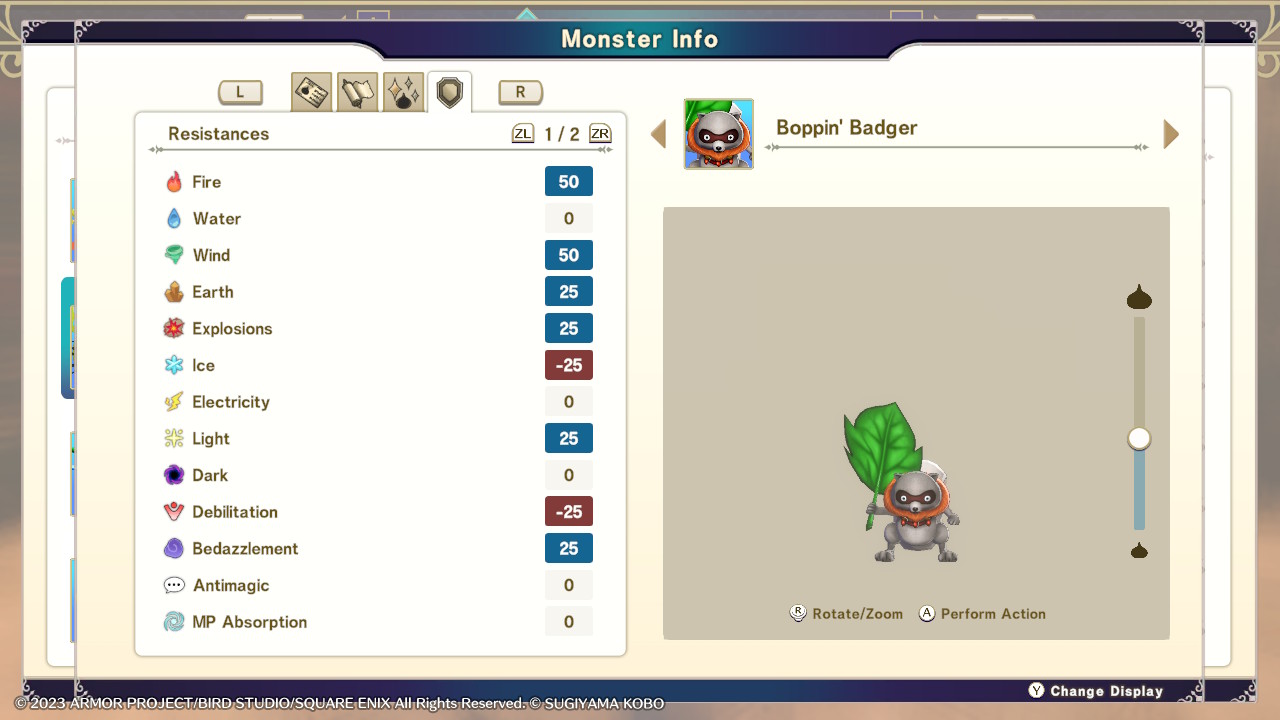 Monster Info
L
R
Resistances
ZL 1 / 2 ZR
Boppin' Badger
Fire 50
Water 0
Wind 50
Earth 25
Explosions 25
Ice -25
Electricity 0
Light 25
Dark 0
Debilitation -25
Bedazzlement 25
Antimagic 0
MP Absorption 0
R Rotate/Zoom A Perform Action
Y Change Display
© 2023 ARMOR PROJECT/BIRD STUDIO/SQUARE ENIX All Rights Reserved. © SUGIYAMA KOBO